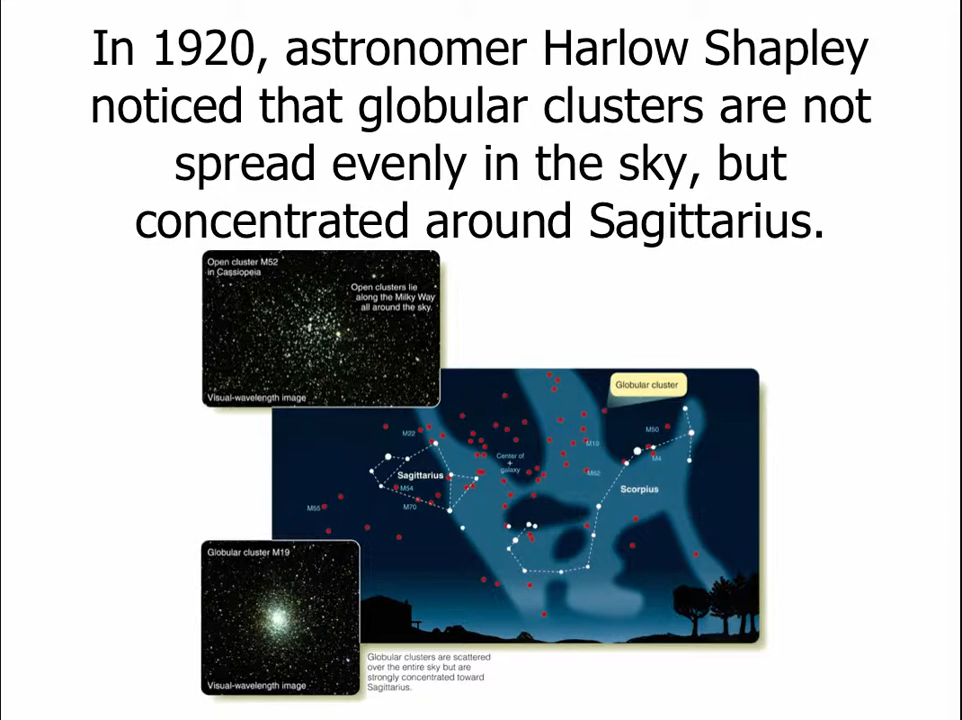 In 1920, astronomer Harlow Shapley
noticed that globular clusters are not
spread evenly in the sky, but
concentrated around Sagittarius.
Open cluster M52
in Cassiopeia
Open clusters lie
along the Milky Way
all around the sky.
Visual-wavelength image
Globular cluster
M22
M19
M50
M4
Center of
+
galaxy
M62
Sagittarius
M54
Scorpius
M70
M55
Globular cluster M19
Visual-wavelength image
Globular clusters are scattered
over the entire sky but are
strongly concentrated toward
Sagittarius.